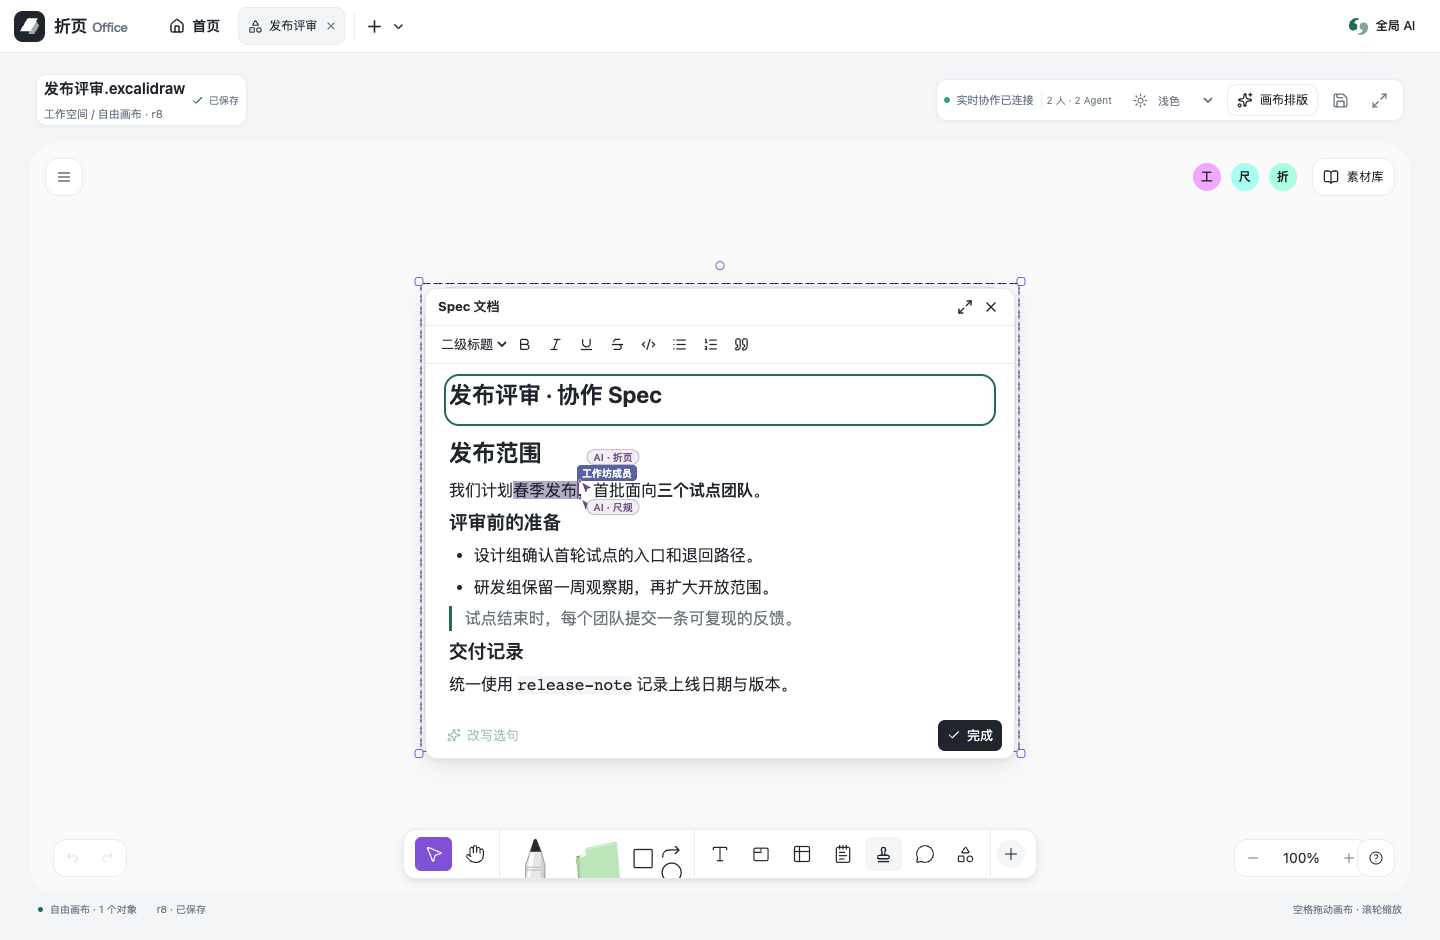 折页 Office
首页
发布评审
全局 AI
发布评审.excalidraw
已保存
工作空间 / 自由画布 · r8
实时协作已连接
2 人 · 2 Agent
浅色
画布排版
工
尺
折
素材库
Spec 文档
二级标题
发布评审 · 协作 Spec
发布范围
AI · 折页
工作坊成员
我们计划春季发布，首批面向三个试点团队。
AI · 尺规
评审前的准备
• 设计组确认首轮试点的入口和退回路径。
• 研发组保留一周观察期，再扩大开放范围。
试点结束时，每个团队提交一条可复现的反馈。
交付记录
统一使用 release-note 记录上线日期与版本。
改写选句
完成
100%
自由画布 · 1 个对象
r8 · 已保存
空格拖动画布 · 滚轮缩放